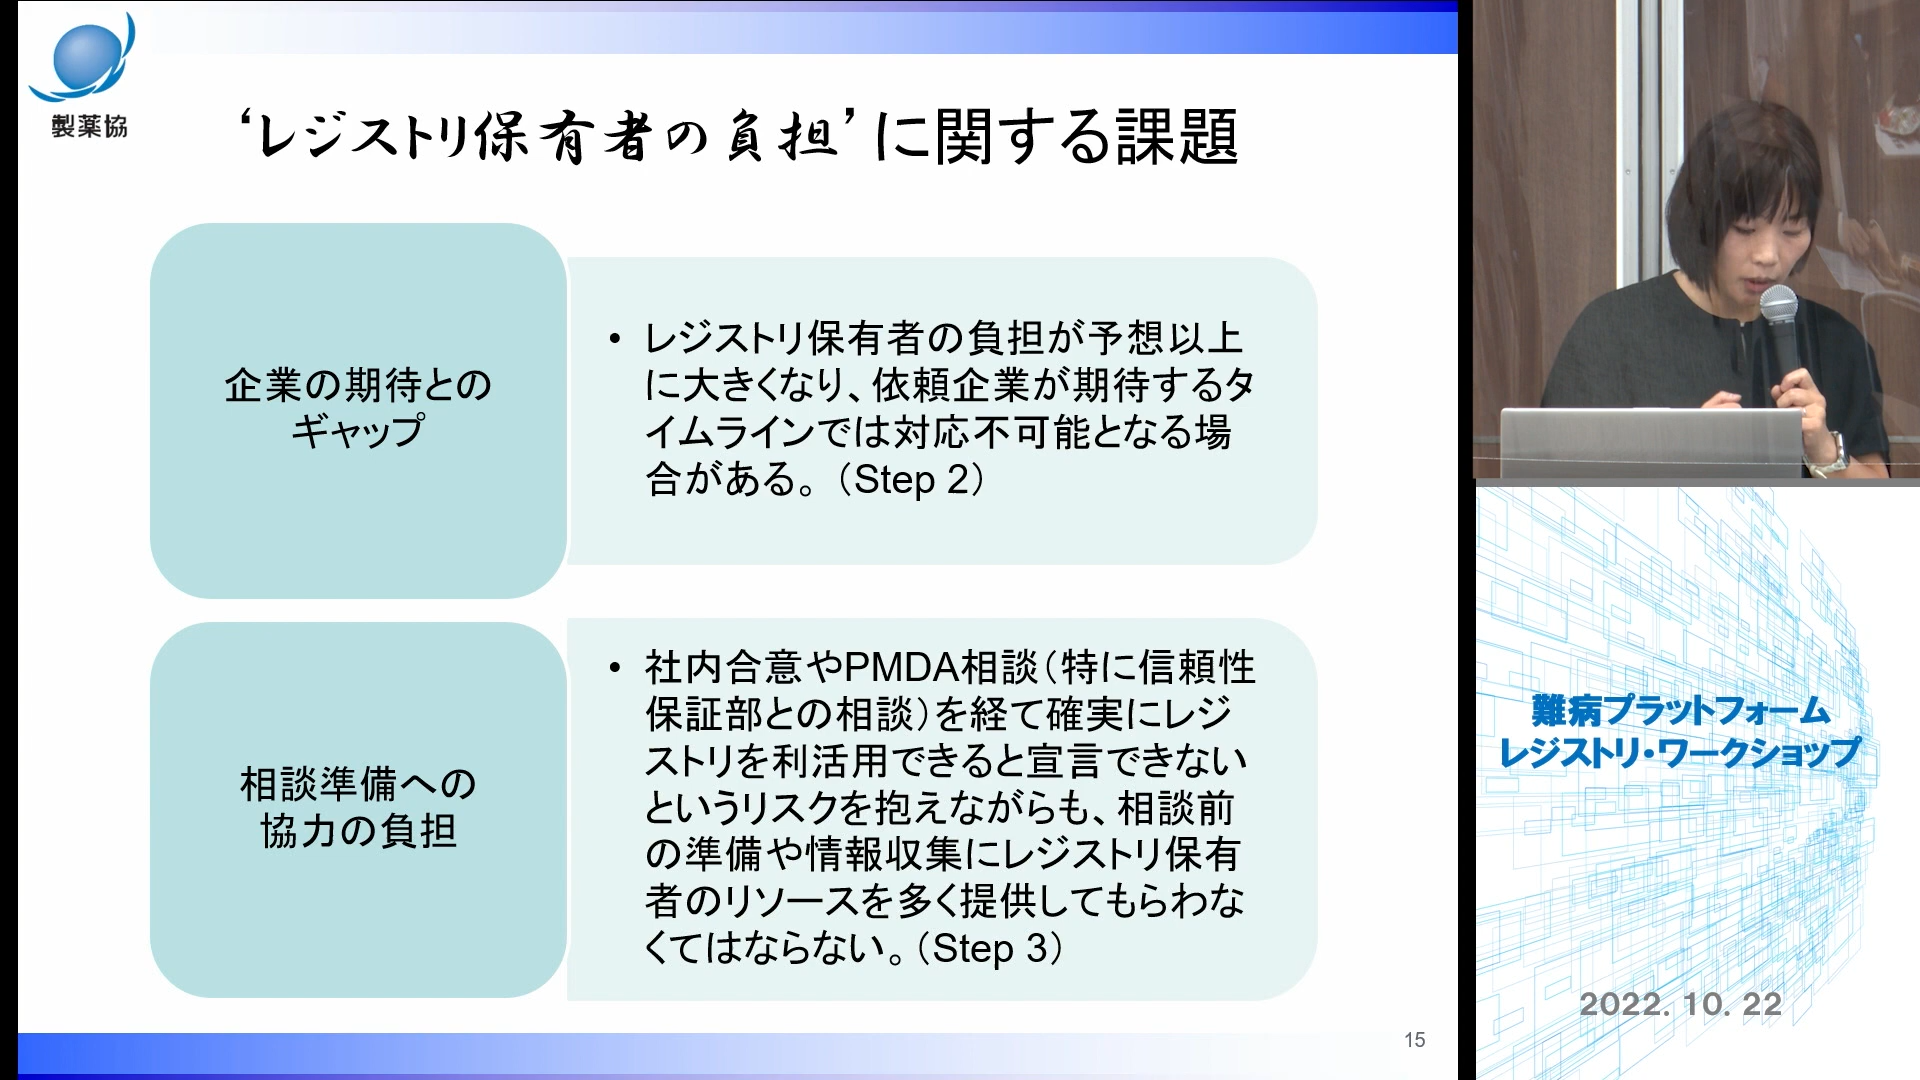 製薬協
‘レジストリ保有者の負担’に関する課題
企業の期待との
ギャップ
• レジストリ保有者の負担が予想以上
に大きくなり、依頼企業が期待するタ
イムラインでは対応不可能となる場
合がある。（Step 2）
相談準備への
協力の負担
• 社内合意やPMDA相談（特に信頼性
保証部との相談）を経て確実にレジ
ストリを利活用できると宣言できない
というリスクを抱えながらも、相談前
の準備や情報収集にレジストリ保有
者のリソースを多く提供してもらわな
くてはならない。（Step 3）
15
難病プラットフォーム
レジストリ・ワークショップ
2022. 10. 22